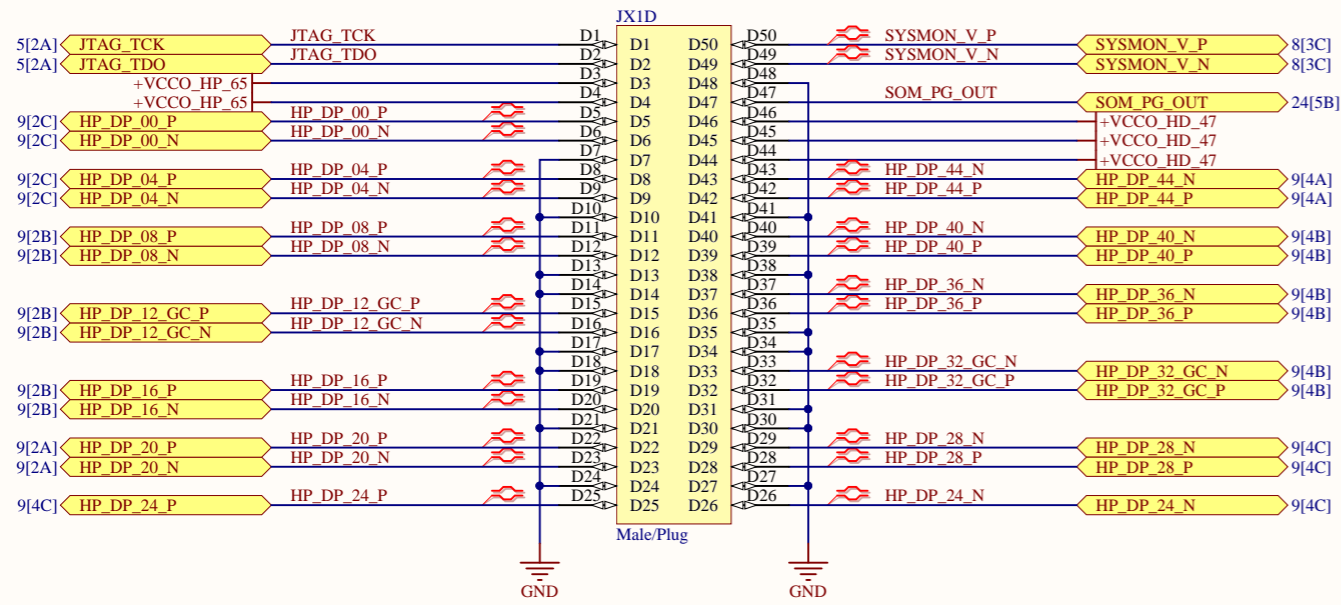 JX1D
5[2A] JTAG_TCK JTAG_TCK D1 D1 D50 D50 SYSMON_V_P SYSMON_V_P 8[3C]
5[2A] JTAG_TDO JTAG_TDO D2 D2 D49 D49 SYSMON_V_N SYSMON_V_N 8[3C]
+VCCO_HP_65 D3 D3 D48 D48
+VCCO_HP_65 D4 D4 D47 D47 SOM_PG_OUT SOM_PG_OUT 24[5B]
9[2C] HP_DP_00_P HP_DP_00_P D5 D5 D46 D46 +VCCO_HD_47
9[2C] HP_DP_00_N HP_DP_00_N D6 D6 D45 D45 +VCCO_HD_47
D7 D7 D44 D44 +VCCO_HD_47
9[2C] HP_DP_04_P HP_DP_04_P D8 D8 D43 D43 HP_DP_44_N HP_DP_44_N 9[4A]
9[2C] HP_DP_04_N HP_DP_04_N D9 D9 D42 D42 HP_DP_44_P HP_DP_44_P 9[4A]
D10 D10 D41 D41
9[2B] HP_DP_08_P HP_DP_08_P D11 D11 D40 D40 HP_DP_40_N HP_DP_40_N 9[4B]
9[2B] HP_DP_08_N HP_DP_08_N D12 D12 D39 D39 HP_DP_40_P HP_DP_40_P 9[4B]
D13 D13 D38 D38
D14 D14 D37 D37 HP_DP_36_N HP_DP_36_N 9[4B]
9[2B] HP_DP_12_GC_P HP_DP_12_GC_P D15 D15 D36 D36 HP_DP_36_P HP_DP_36_P 9[4B]
9[2B] HP_DP_12_GC_N HP_DP_12_GC_N D16 D16 D35 D35
D17 D17 D34 D34
D18 D18 D33 D33 HP_DP_32_GC_N HP_DP_32_GC_N 9[4B]
9[2B] HP_DP_16_P HP_DP_16_P D19 D19 D32 D32 HP_DP_32_GC_P HP_DP_32_GC_P 9[4B]
9[2B] HP_DP_16_N HP_DP_16_N D20 D20 D31 D31
D21 D21 D30 D30
9[2A] HP_DP_20_P HP_DP_20_P D22 D22 D29 D29 HP_DP_28_N HP_DP_28_N 9[4C]
9[2A] HP_DP_20_N HP_DP_20_N D23 D23 D28 D28 HP_DP_28_P HP_DP_28_P 9[4C]
D24 D24 D27 D27
9[4C] HP_DP_24_P HP_DP_24_P D25 D25 D26 D26 HP_DP_24_N HP_DP_24_N 9[4C]
Male/Plug
GND GND